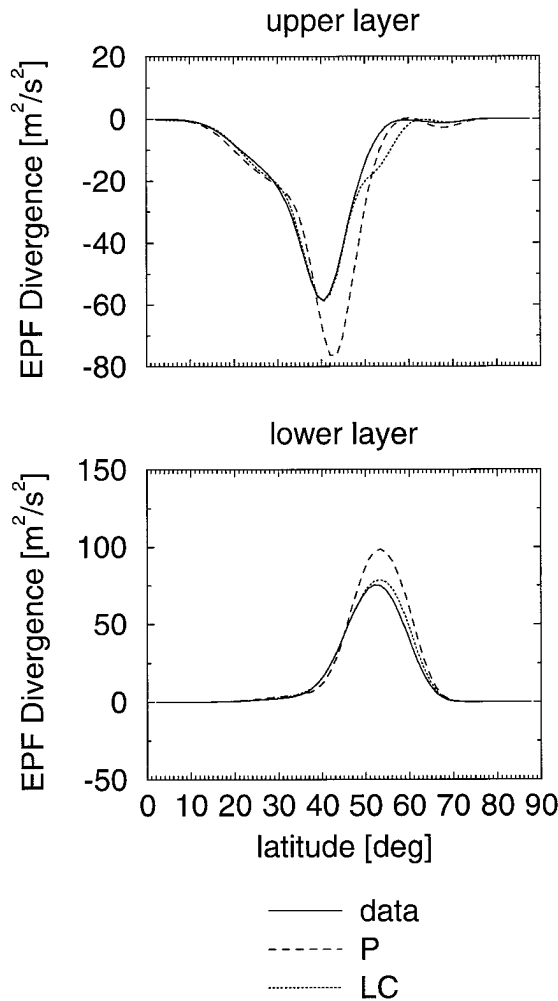 upper layer
EPF Divergence [m²/s²]
20
0
-20
-40
-60
-80
lower layer
EPF Divergence [m²/s²]
150
100
50
0
-50
0 10 20 30 40 50 60 70 80 90
latitude [deg]
data
P
LC